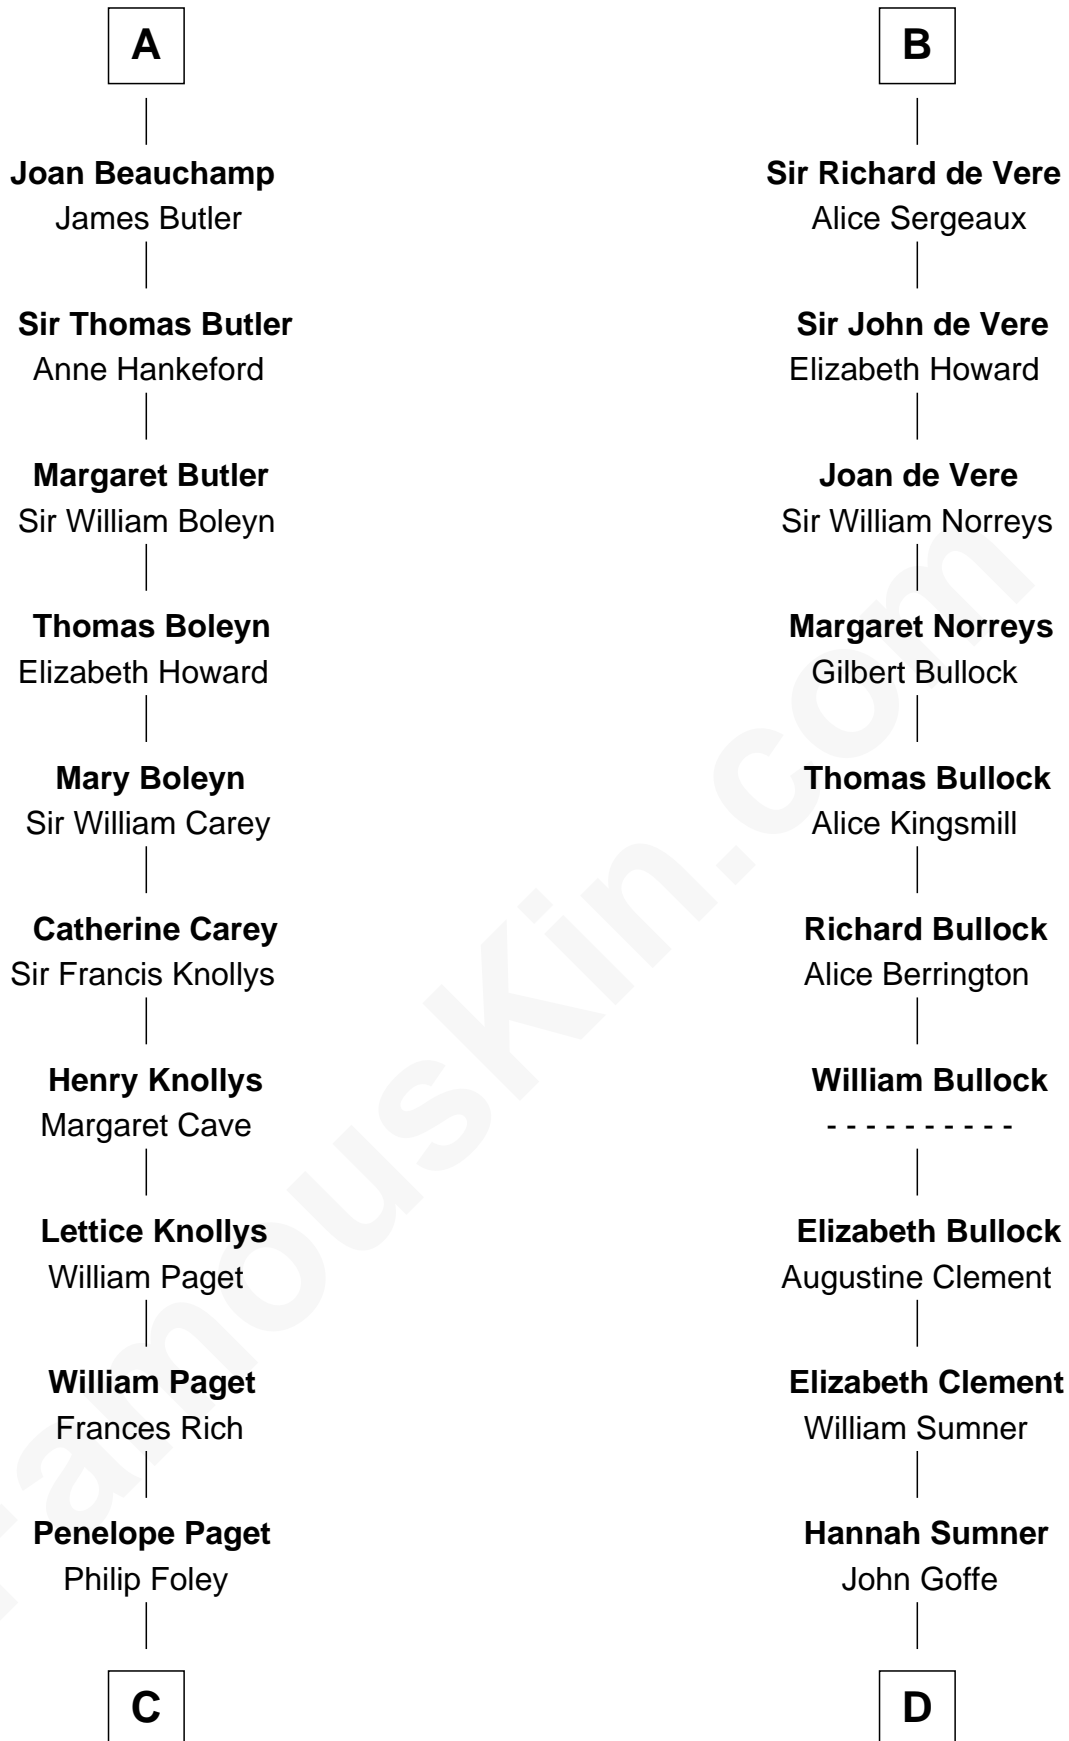 A
Joan Beauchamp
James Butler
Sir Thomas Butler
Anne Hankeford
Margaret Butler
Sir William Boleyn
Thomas Boleyn
Elizabeth Howard
Mary Boleyn
Sir William Carey
Catherine Carey
Sir Francis Knollys
Henry Knollys
Margaret Cave
Lettice Knollys
William Paget
William Paget
Frances Rich
Penelope Paget
Philip Foley
C
B
Sir Richard de Vere
Alice Sergeaux
Sir John de Vere
Elizabeth Howard
Joan de Vere
Sir William Norreys
Margaret Norreys
Gilbert Bullock
Thomas Bullock
Alice Kingsmill
Richard Bullock
Alice Berrington
William Bullock
- - - - - - - - - -
Elizabeth Bullock
Augustine Clement
Elizabeth Clement
William Sumner
Hannah Sumner
John Goffe
D
FamousKin.com